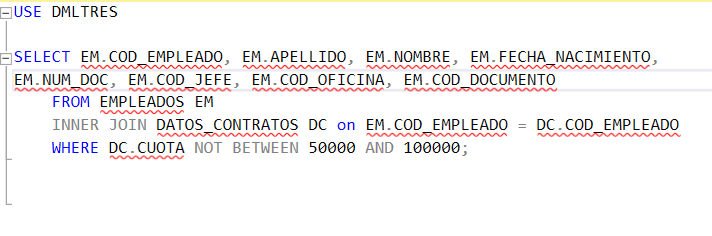 USE DMLTRES
SELECT EM.COD_EMPLEADO, EM.APELLIDO, EM.NOMBRE, EM.FECHA_NACIMIENTO,
EM.NUM_DOC, EM.COD_JEFE, EM.COD_OFICINA, EM.COD_DOCUMENTO
FROM EMPLEADOS EM
INNER JOIN DATOS_CONTRATOS DC on EM.COD_EMPLEADO = DC.COD_EMPLEADO
WHERE DC.CUOTA NOT BETWEEN 50000 AND 100000;